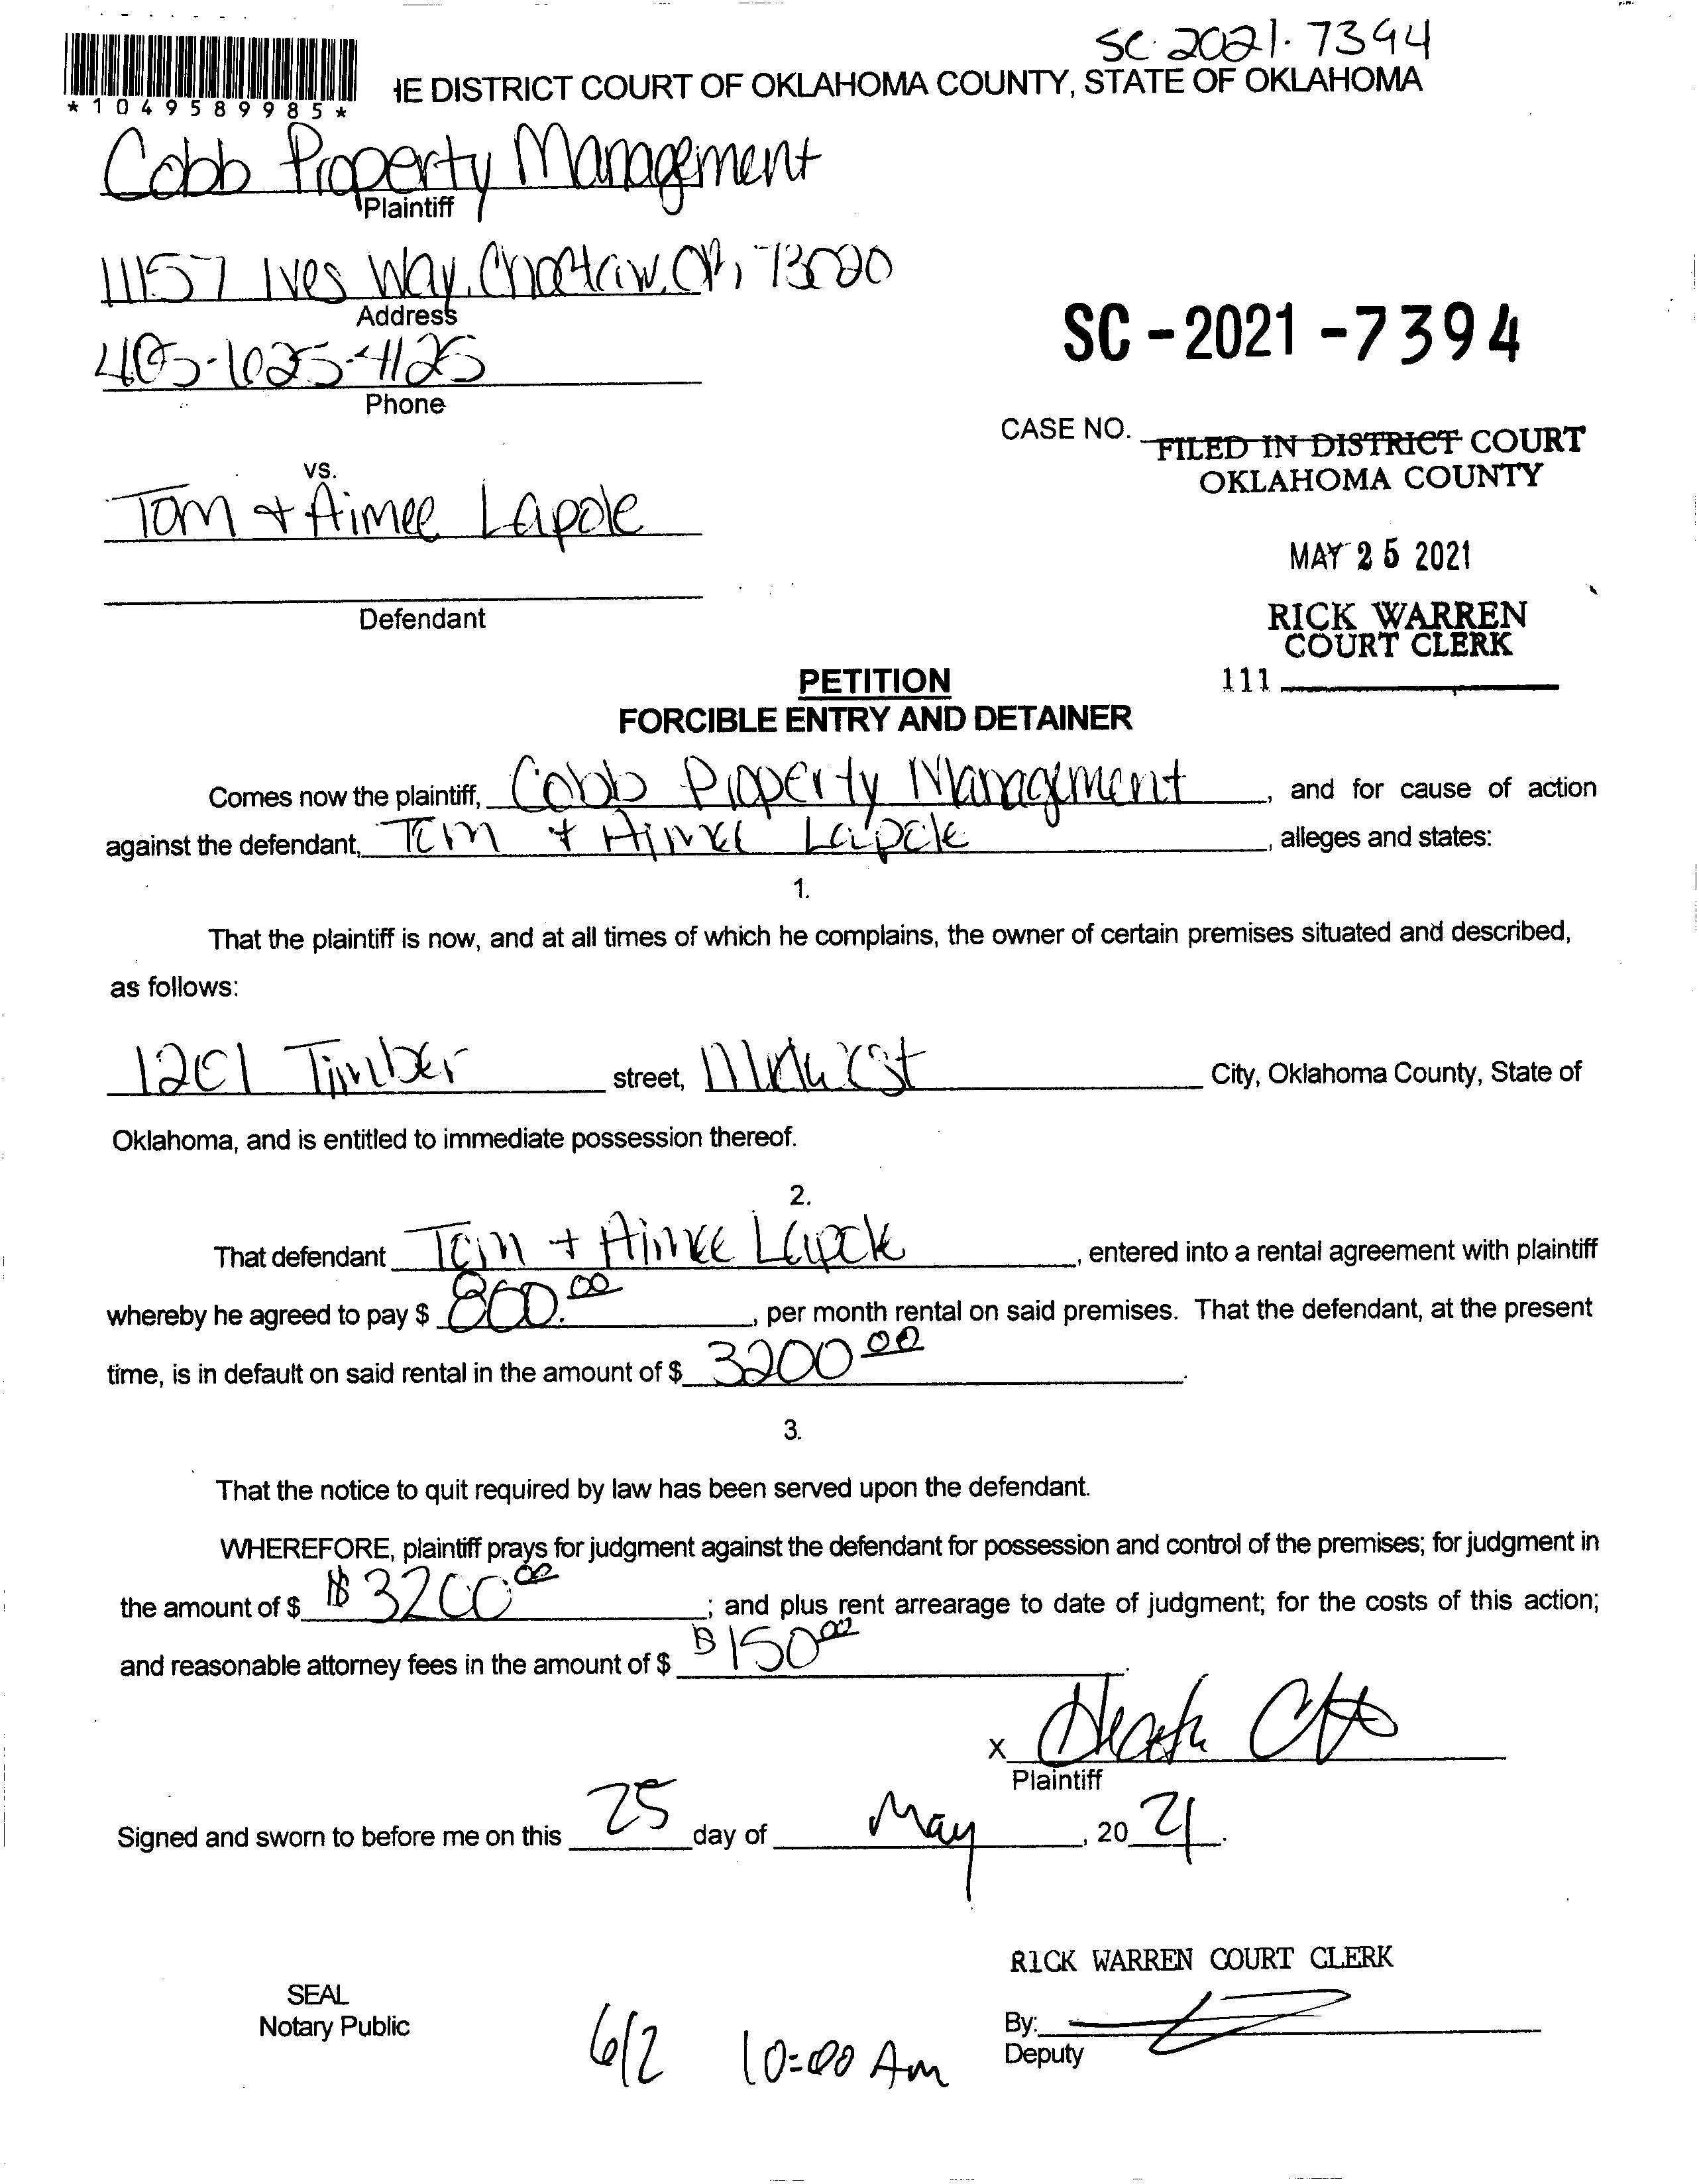 SC-2021-7394
*1049589985*
IE DISTRICT COURT OF OKLAHOMA COUNTY, STATE OF OKLAHOMA
Cobb Property Management
Plaintiff
11157 Ives Way, Choctaw, OK, 73020
Address
405-625-4125
Phone
SC-2021-7394
CASE NO.
FILED IN DISTRICT COURT
OKLAHOMA COUNTY
vs.
Tom + Aimee Lapole
MAY 25 2021
Defendant
RICK WARREN
COURT CLERK
111
PETITION
FORCIBLE ENTRY AND DETAINER
Comes now the plaintiff, Cobb Property Management, and for cause of action
against the defendant, Tom + Aimee Lapole, alleges and states:
1.
That the plaintiff is now, and at all times of which he complains, the owner of certain premises situated and described,
as follows:
1201 Timber street, Midwest City, Oklahoma County, State of
Oklahoma, and is entitled to immediate possession thereof.
2.
That defendant Tom + Aimee Lapole, entered into a rental agreement with plaintiff
whereby he agreed to pay $ 800.00, per month rental on said premises. That the defendant, at the present
time, is in default on said rental in the amount of $ 3200 00.
3.
That the notice to quit required by law has been served upon the defendant.
WHEREFORE, plaintiff prays for judgment against the defendant for possession and control of the premises; for judgment in
the amount of $ $3200 00; and plus rent arrearage to date of judgment; for the costs of this action;
and reasonable attorney fees in the amount of $ $150 00.
X
Plaintiff
Signed and sworn to before me on this 25 day of May, 20 21.
RICK WARREN COURT CLERK
SEAL
Notary Public
By:
Deputy
6/2 10:00 Am